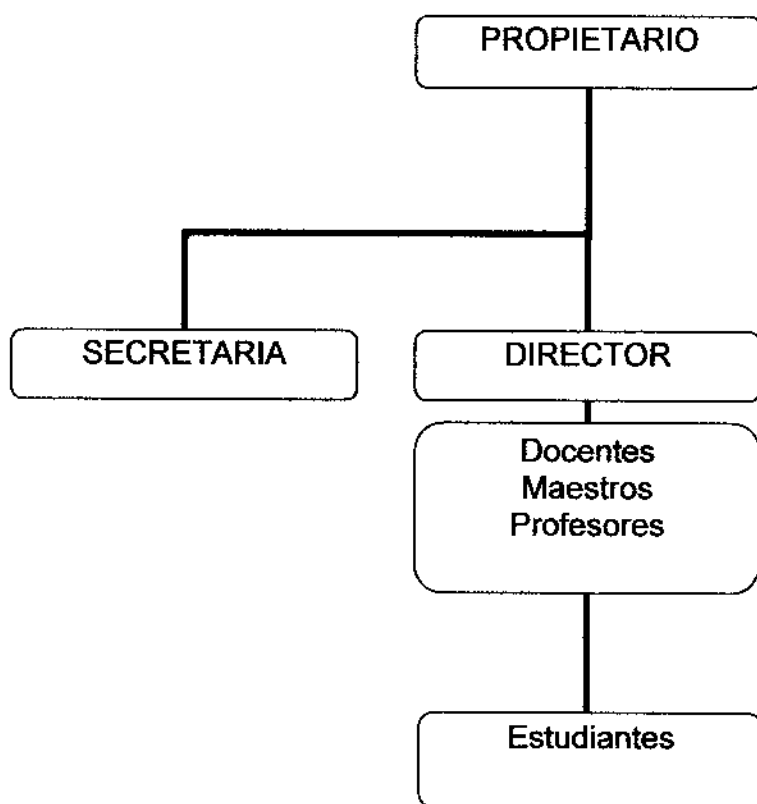 PROPIETARIO
SECRETARIA
DIRECTOR
Docentes
Maestros
Profesores
Estudiantes